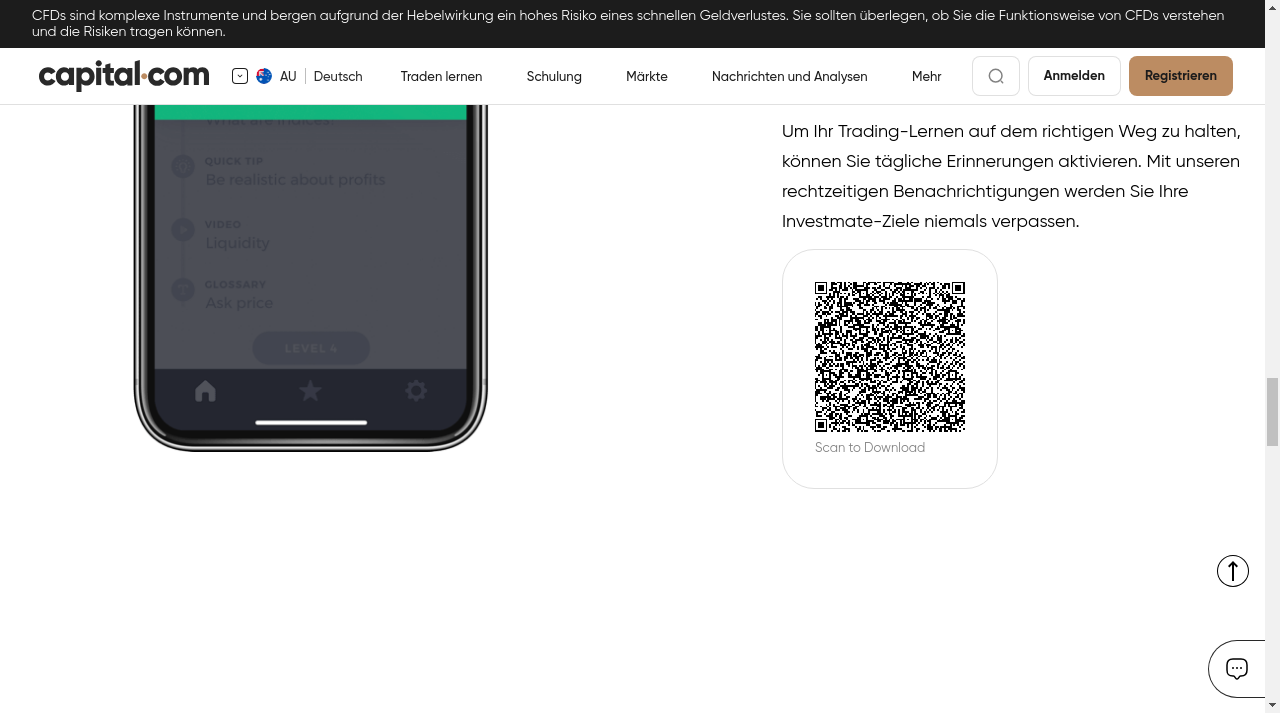 CFDs sind komplexe Instrumente und bergen aufgrund der Hebelwirkung ein hohes Risiko eines schnellen Geldverlustes. Sie sollten überlegen, ob Sie die Funktionsweise von CFDs verstehen
und die Risiken tragen können.
capital.com
AU
Deutsch
Traden lernen
Schulung
Märkte
Nachrichten und Analysen
Mehr
Anmelden
Registrieren
What are indices?
QUICK TIP
Be realistic about profits
VIDEO
Liquidity
GLOSSARY
Ask price
LEVEL 4
Um Ihr Trading-Lernen auf dem richtigen Weg zu halten,
können Sie tägliche Erinnerungen aktivieren. Mit unseren
rechtzeitigen Benachrichtigungen werden Sie Ihre
Investmate-Ziele niemals verpassen.
Scan to Download